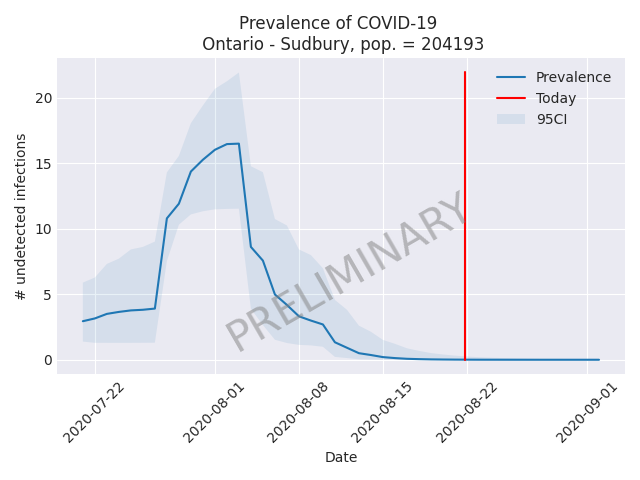 Prevalence of COVID-19
Ontario - Sudbury, pop. = 204193
Prevalence
Today
95CI
# undetected infections
20
15
10
5
0
PRELIMINARY
2020-07-22
2020-08-01
2020-08-08
2020-08-15
2020-08-22
2020-09-01
Date